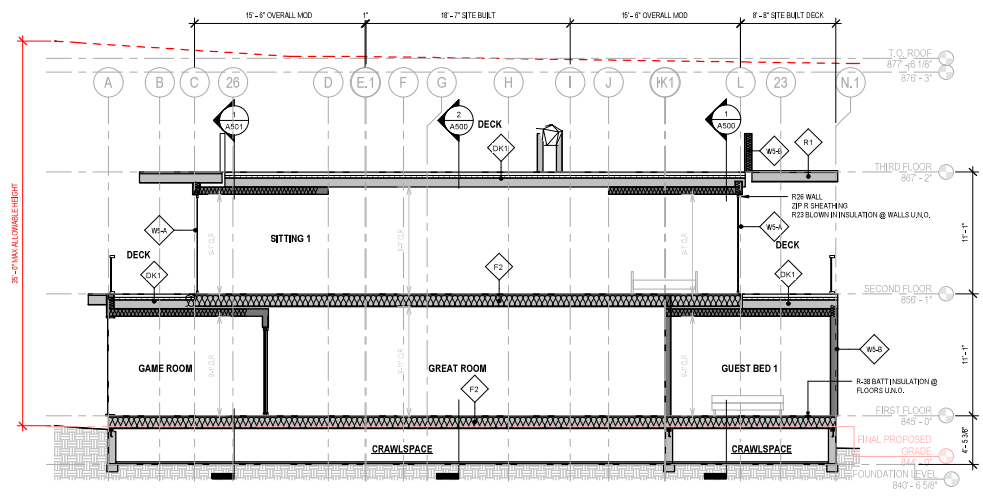 15' - 6" OVERALL MOD
1"
18' - 7" SITE BUILT
15' - 6" OVERALL MOD
8' - 8" SITE BUILT DECK
T.O. ROOF
877' - 6 1/8"
876' - 3"
A
B
C
26
D
E.1
F
G
H
I
J
K1
L
23
N.1
1
A501
2
A500
1
A500
DECK
DK1
W5-B
R1
THIRD FLOOR
867' - 2"
R26 WALL
ZIP R SHEATHING
R23 BLOWN IN INSULATION @ WALLS U.N.O.
35' - 0" MAX ALLOWABLE HEIGHT
W5-A
SITTING 1
W5-A
11' - 1"
DECK
DECK
DK1
F2
DK1
SECOND FLOOR
856' - 1"
GAME ROOM
GREAT ROOM
GUEST BED 1
W5-B
11' - 1"
F2
R-38 BATT INSULATION @
FLOORS U.N.O.
FIRST FLOOR
845' - 0"
4' - 5 3/8"
CRAWLSPACE
CRAWLSPACE
FINAL PROPOSED
GRADE
FOUNDATION LEVEL
840' - 6 5/8"